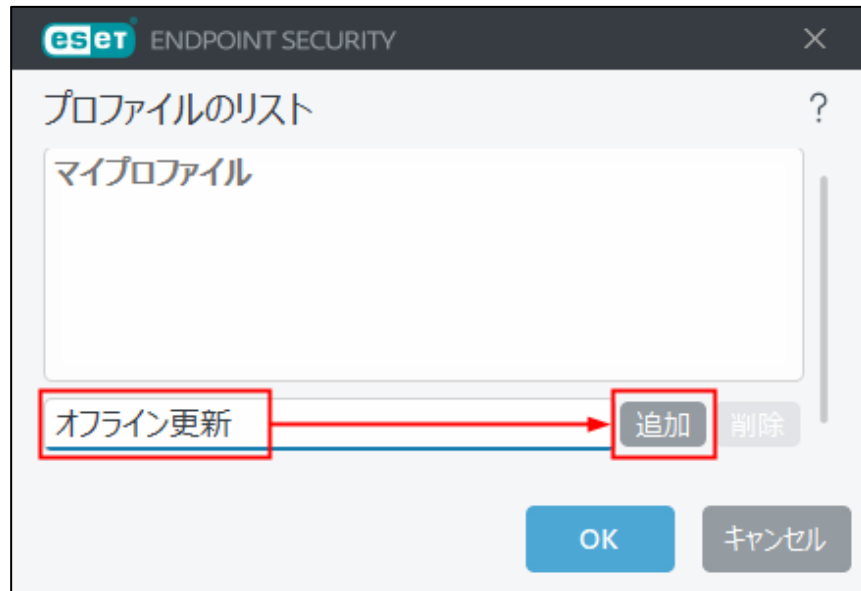 eset ENDPOINT SECURITY
プロファイルのリスト ?
マイプロファイル
オフライン更新 追加 削除
OK キャンセル